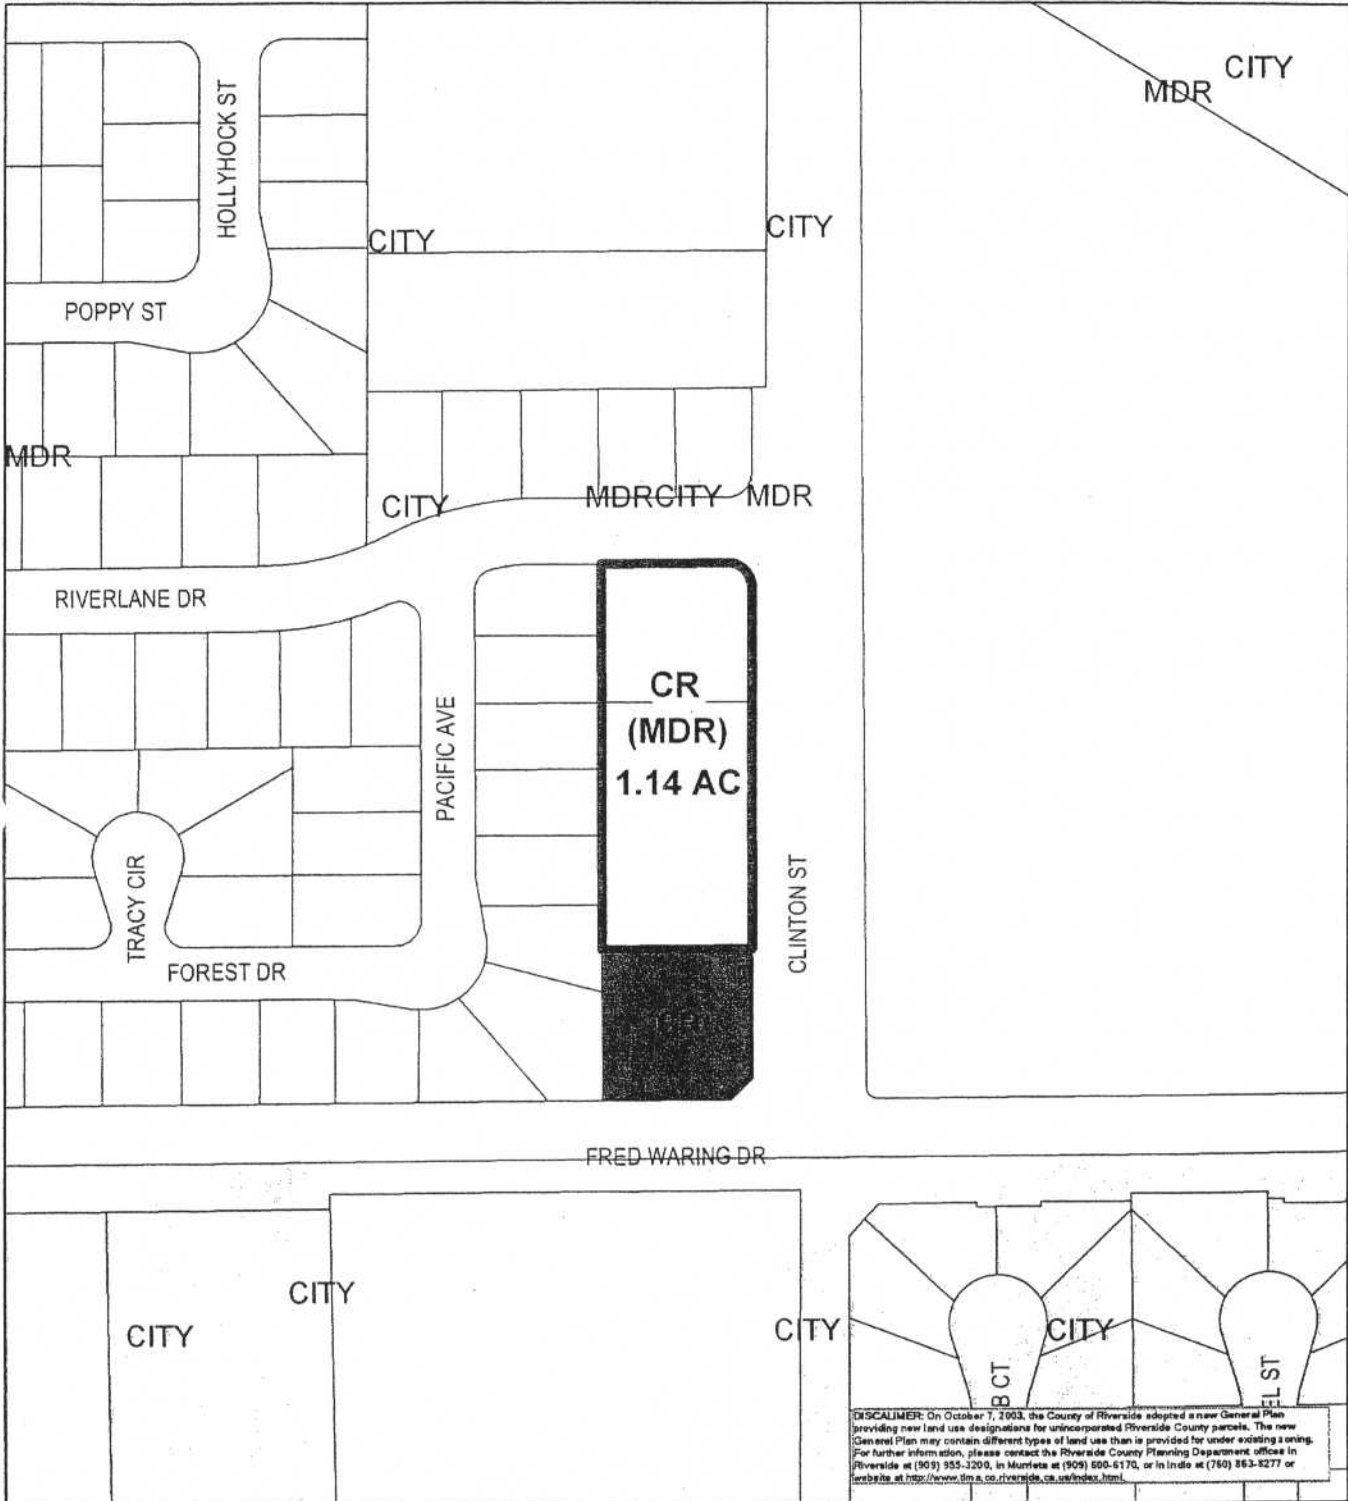 CITY
MDR
HOLLYHOCK ST
CITY
CITY
POPPY ST
MDR
CITY
MDRCITY
MDR
RIVERLANE DR
CR
(MDR)
1.14 AC
PACIFIC AVE
TRACY CIR
CLINTON ST
FOREST DR
FRED WARING DR
CITY
CITY
CITY
CITY
B CT
EL ST
DISCALIMER: On October 7, 2003, the County of Riverside adopted a new General Plan
providing new land use designations for unincorporated Riverside County parcels. The new
General Plan may contain different types of land use than is provided for under existing zoning.
For further information, please contact the Riverside County Planning Department offices in
Riverside at (909) 955-3200, in Murrieta at (909) 600-6170, or in Indio at (760) 863-8277 or
website at http://www.tlma.co.riverside.ca.us/index.html.